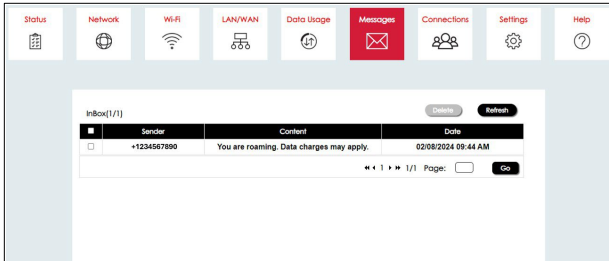 Status Network Wi-Fi LAN/WAN Data Usage Messages Connections Settings Help
InBox(1/1) Delete Refresh
Sender Content Date
+1234567890 You are roaming. Data charges may apply. 02/08/2024 09:44 AM
1 1/1 Page: Go